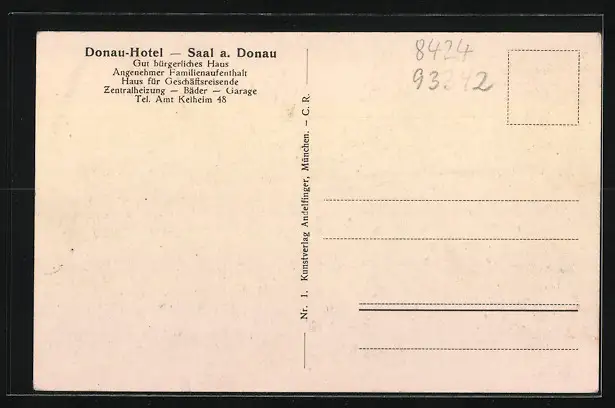 Donau-Hotel — Saal a. Donau
Gut bürgerliches Haus
Angenehmer Familienaufenthalt
Haus für Geschäftsreisende
Zentralheizung — Bäder — Garage
Tel. Amt Kelheim 48
8424
93242
Nr. 1. Kunstverlag Andelfinger, München. — C. R.